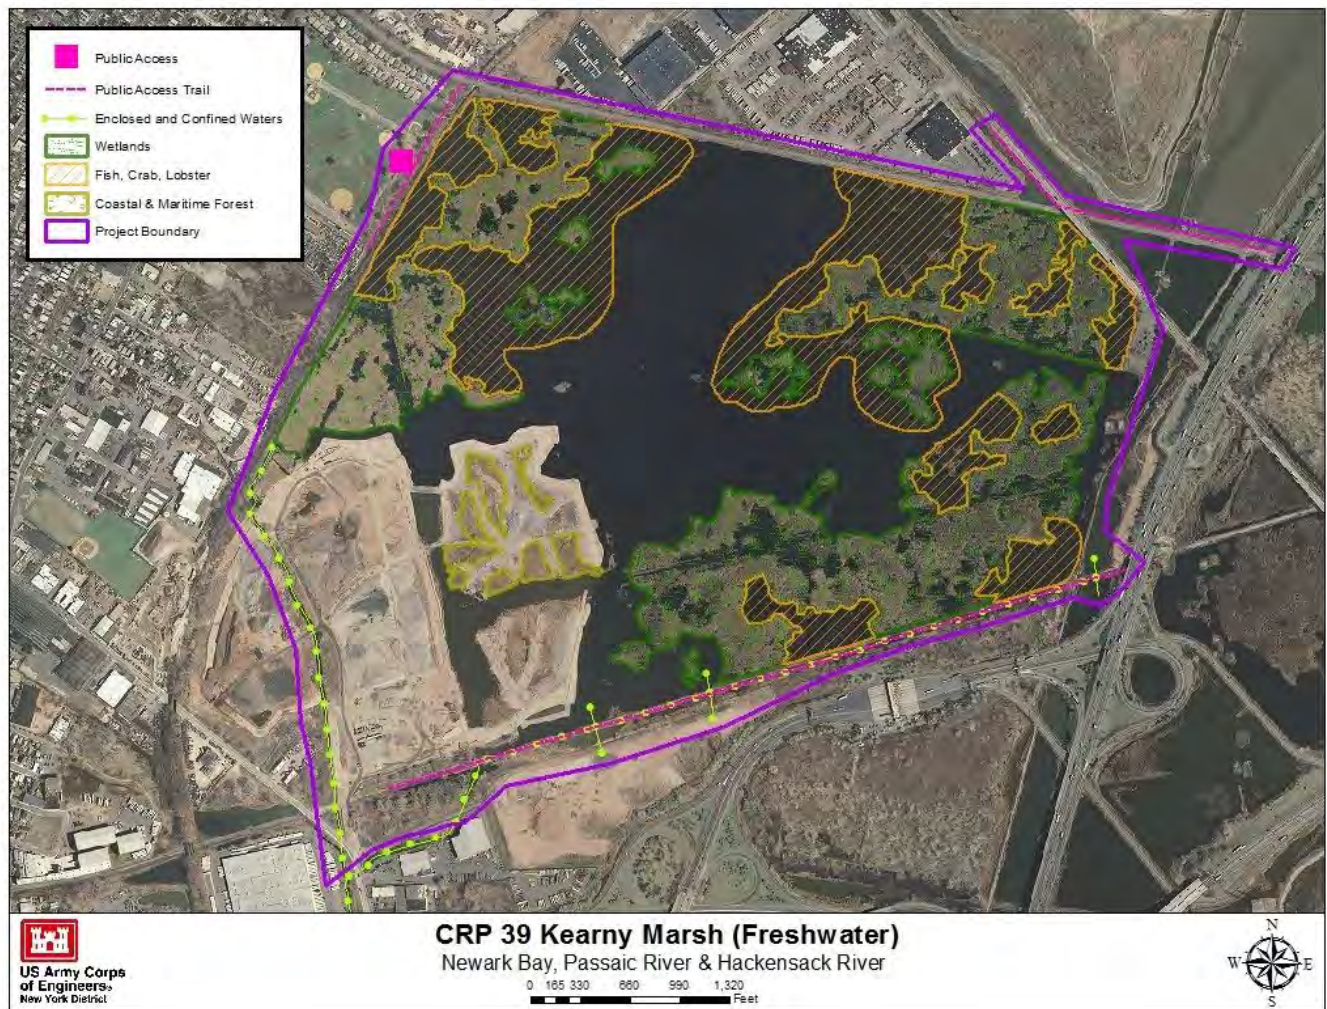 Public Access
Public Access Trail
Enclosed and Confined Waters
Wetlands
Fish, Crab, Lobster
Coastal & Maritime Forest
Project Boundary
US Army Corps
of Engineers®
New York District
CRP 39 Kearny Marsh (Freshwater)
Newark Bay, Passaic River & Hackensack River
0 165 330 660 990 1,320
Feet
N
W E
S